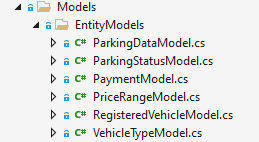 Models
EntityModels
C# ParkingDataModel.cs
C# ParkingStatusModel.cs
C# PaymentModel.cs
C# PriceRangeModel.cs
C# RegisteredVehicleModel.cs
C# VehicleTypeModel.cs